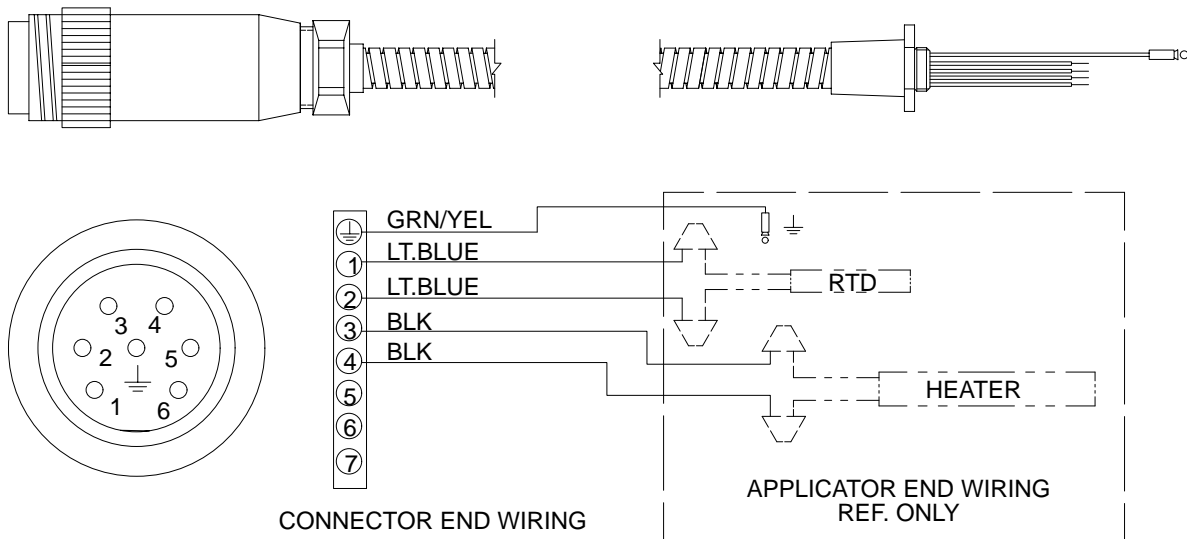 GRN/YEL
1 LT.BLUE
2 LT.BLUE
3 BLK
4 BLK
5
6
7
RTD
HEATER
3 4
2 5
1 6
CONNECTOR END WIRING
APPLICATOR END WIRING
REF. ONLY